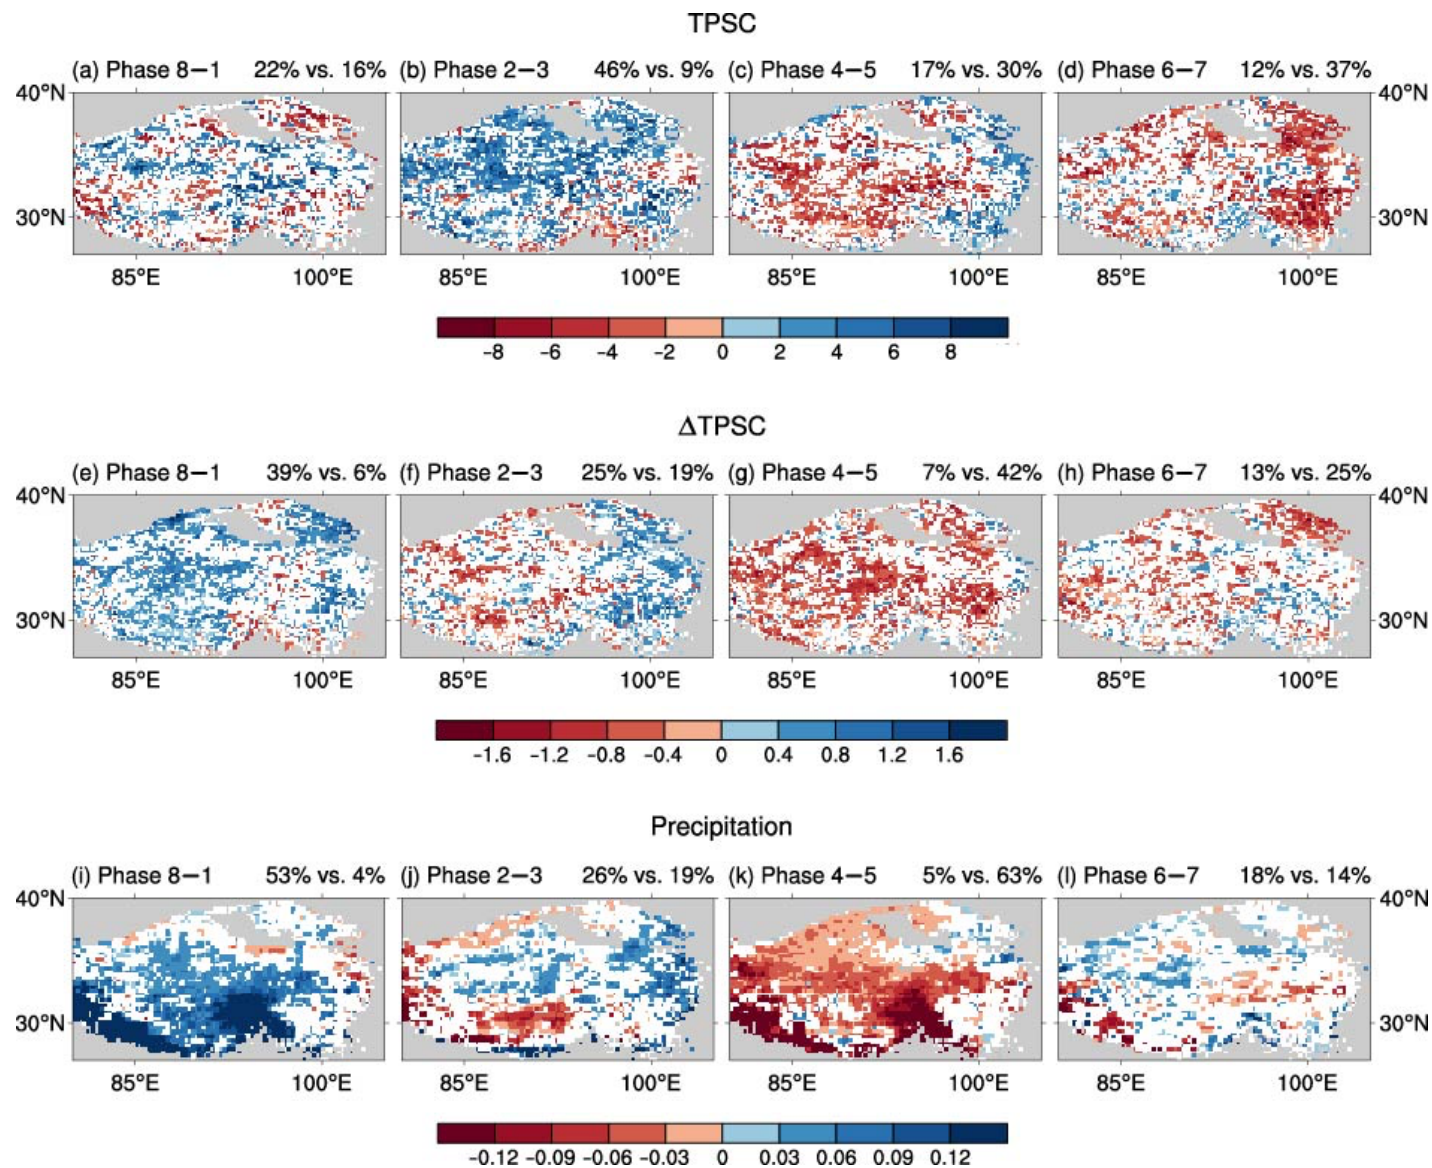 TPSC
(a) Phase 8−1 22% vs. 16% (b) Phase 2−3 46% vs. 9% (c) Phase 4−5 17% vs. 30% (d) Phase 6−7 12% vs. 37%
40°N 40°N
30°N 30°N
85°E 100°E 85°E 100°E 85°E 100°E 85°E 100°E
−8 −6 −4 −2 0 2 4 6 8
ΔTPSC
(e) Phase 8−1 39% vs. 6% (f) Phase 2−3 25% vs. 19% (g) Phase 4−5 7% vs. 42% (h) Phase 6−7 13% vs. 25%
40°N 40°N
30°N 30°N
85°E 100°E 85°E 100°E 85°E 100°E 85°E 100°E
−1.6 −1.2 −0.8 −0.4 0 0.4 0.8 1.2 1.6
Precipitation
(i) Phase 8−1 53% vs. 4% (j) Phase 2−3 26% vs. 19% (k) Phase 4−5 5% vs. 63% (l) Phase 6−7 18% vs. 14%
40°N 40°N
30°N 30°N
85°E 100°E 85°E 100°E 85°E 100°E 85°E 100°E
−0.12 −0.09 −0.06 −0.03 0 0.03 0.06 0.09 0.12